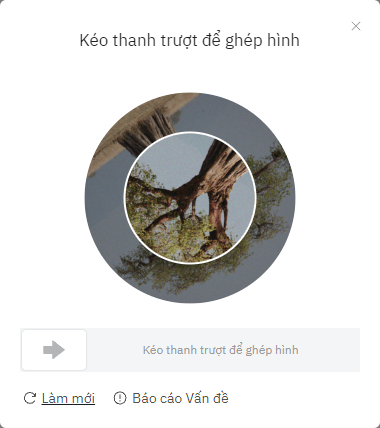 Kéo thanh trượt để ghép hình
Kéo thanh trượt để ghép hình
Làm mới
Báo cáo Vấn đề